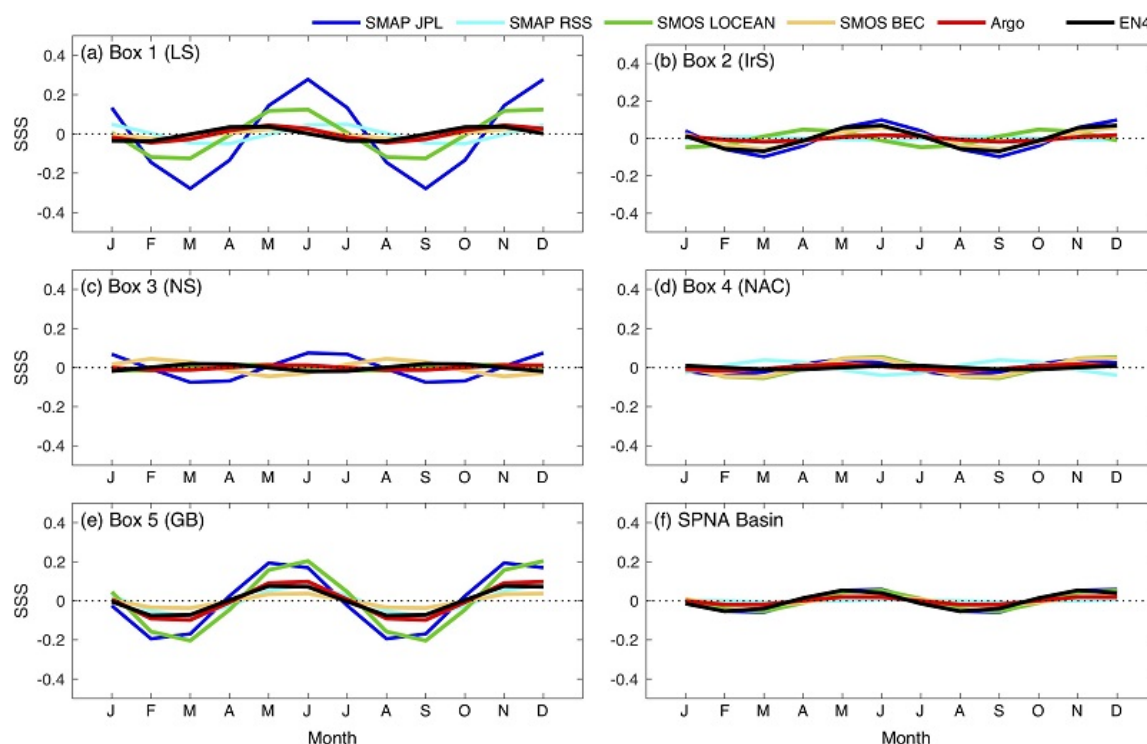 SMAP JPL SMAP RSS SMOS LOCEAN SMOS BEC Argo EN4
(a) Box 1 (LS)
0.4
0.2
0
-0.2
-0.4
SSS
J F M A M J J A S O N D
(b) Box 2 (IrS)
0.4
0.2
0
-0.2
-0.4
J F M A M J J A S O N D
(c) Box 3 (NS)
0.4
0.2
0
-0.2
-0.4
SSS
J F M A M J J A S O N D
(d) Box 4 (NAC)
0.4
0.2
0
-0.2
-0.4
J F M A M J J A S O N D
(e) Box 5 (GB)
0.4
0.2
0
-0.2
-0.4
SSS
J F M A M J J A S O N D
Month
(f) SPNA Basin
0.4
0.2
0
-0.2
-0.4
J F M A M J J A S O N D
Month